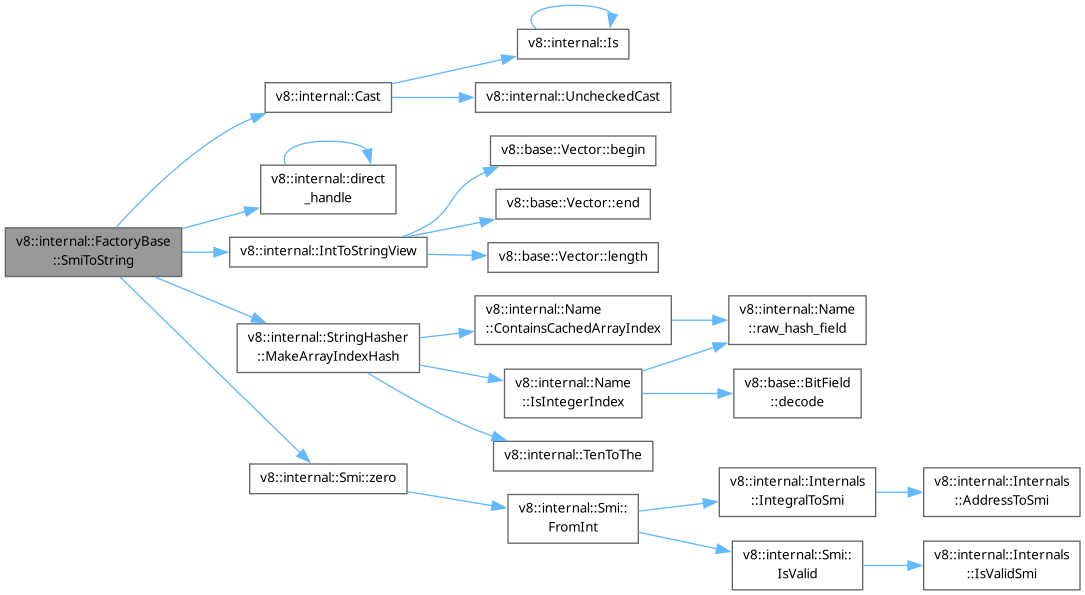 v8::internal::Is
v8::internal::Cast
v8::internal::UncheckedCast
v8::base::Vector::begin
v8::internal::direct
_handle
v8::base::Vector::end
v8::internal::FactoryBase
::SmiToString
v8::internal::IntToStringView
v8::base::Vector::length
v8::internal::StringHasher
::MakeArrayIndexHash
v8::internal::Name
::ContainsCachedArrayIndex
v8::internal::Name
::raw_hash_field
v8::internal::Name
::IsIntegerIndex
v8::base::BitField
::decode
v8::internal::TenToThe
v8::internal::Smi::zero
v8::internal::Smi::
FromInt
v8::internal::Internals
::IntegralToSmi
v8::internal::Internals
::AddressToSmi
v8::internal::Smi::
IsValid
v8::internal::Internals
::IsValidSmi